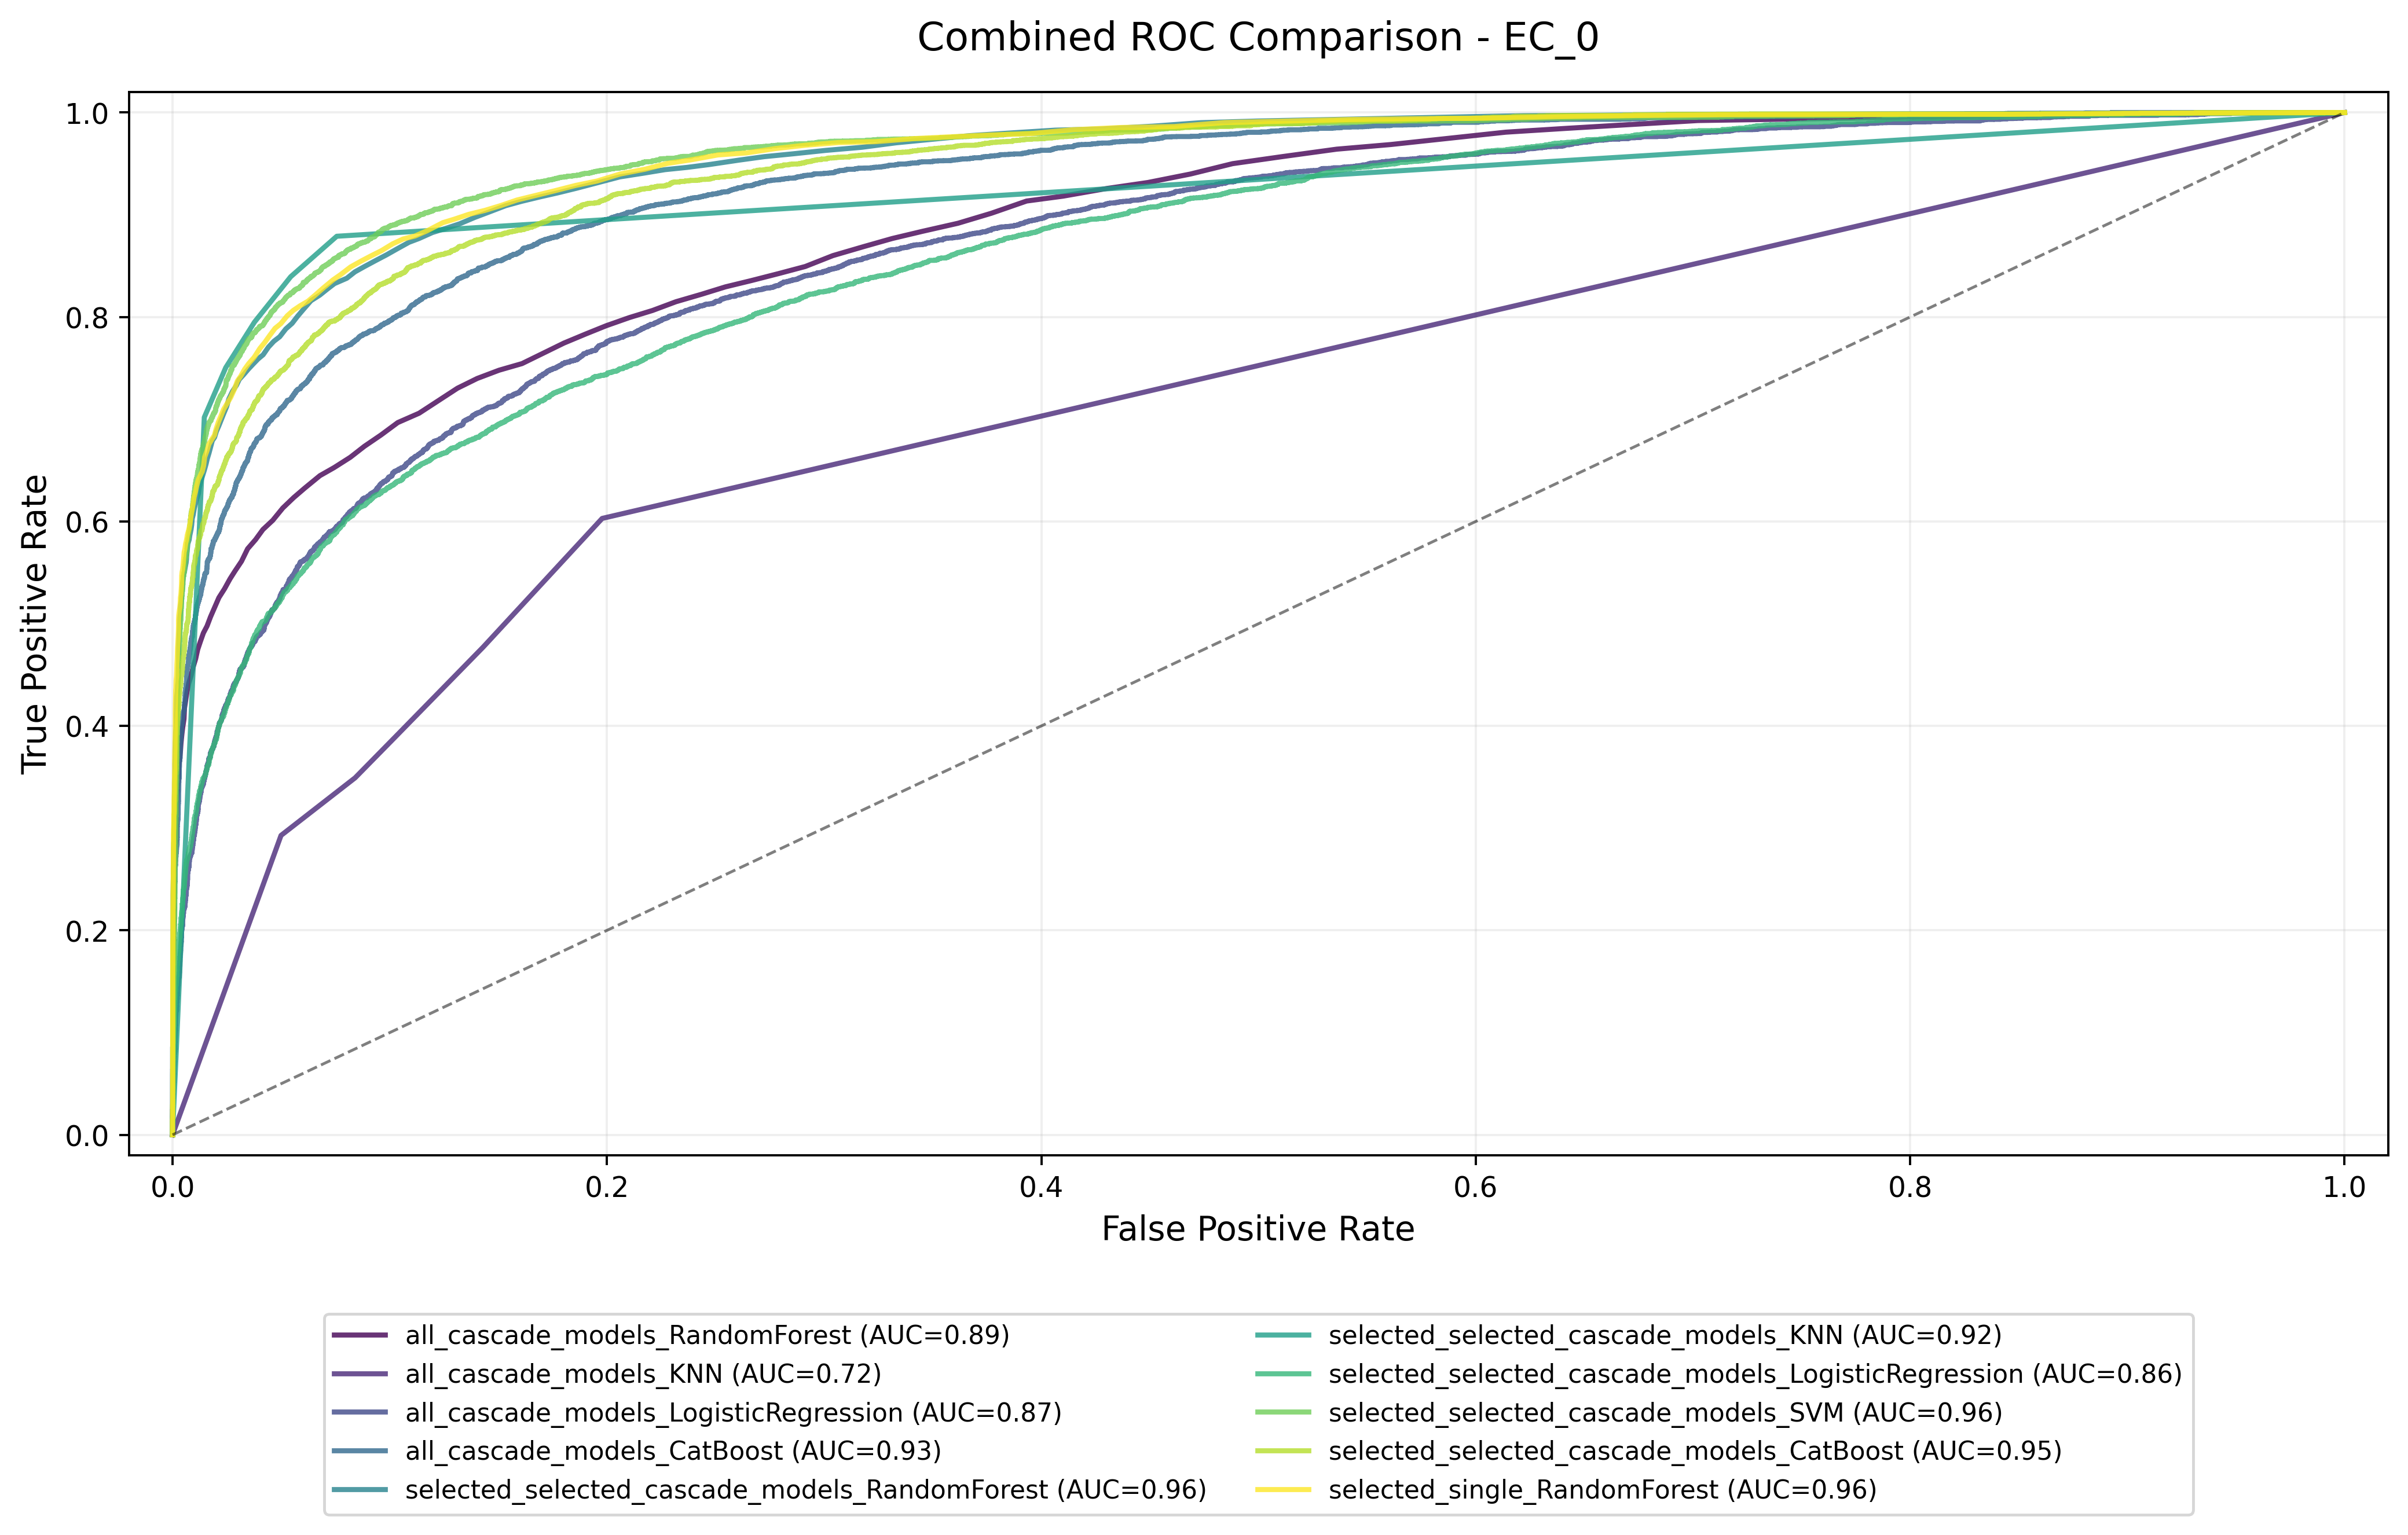 Combined ROC Comparison - EC_0
True Positive Rate
1.0
0.8
0.6
0.4
0.2
0.0
0.0 0.2 0.4 0.6 0.8 1.0
False Positive Rate
all_cascade_models_RandomForest (AUC=0.89)
all_cascade_models_KNN (AUC=0.72)
all_cascade_models_LogisticRegression (AUC=0.87)
all_cascade_models_CatBoost (AUC=0.93)
selected_selected_cascade_models_RandomForest (AUC=0.96)
selected_selected_cascade_models_KNN (AUC=0.92)
selected_selected_cascade_models_LogisticRegression (AUC=0.86)
selected_selected_cascade_models_SVM (AUC=0.96)
selected_selected_cascade_models_CatBoost (AUC=0.95)
selected_single_RandomForest (AUC=0.96)